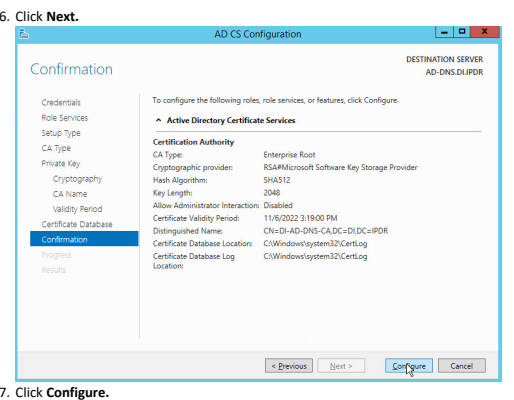 6. Click Next.
AD CS Configuration
DESTINATION SERVER
AD-DNS.DI.IPDR
Confirmation
Credentials
Role Services
Setup Type
CA Type
Private Key
Cryptography
CA Name
Validity Period
Certificate Database
Confirmation
Progress
Results
To configure the following roles, role services, or features, click Configure.
Active Directory Certificate Services
Certification Authority
CA Type: Enterprise Root
Cryptographic provider: RSA#Microsoft Software Key Storage Provider
Hash Algorithm: SHA512
Key Length: 2048
Allow Administrator Interaction: Disabled
Certificate Validity Period: 11/6/2022 3:19:00 PM
Distinguished Name: CN=DI-AD-DNS-CA,DC=DI,DC=IPDR
Certificate Database Location: C:\Windows\system32\CertLog
Certificate Database Log Location: C:\Windows\system32\CertLog
< Previous Next > Configure Cancel
7. Click Configure.